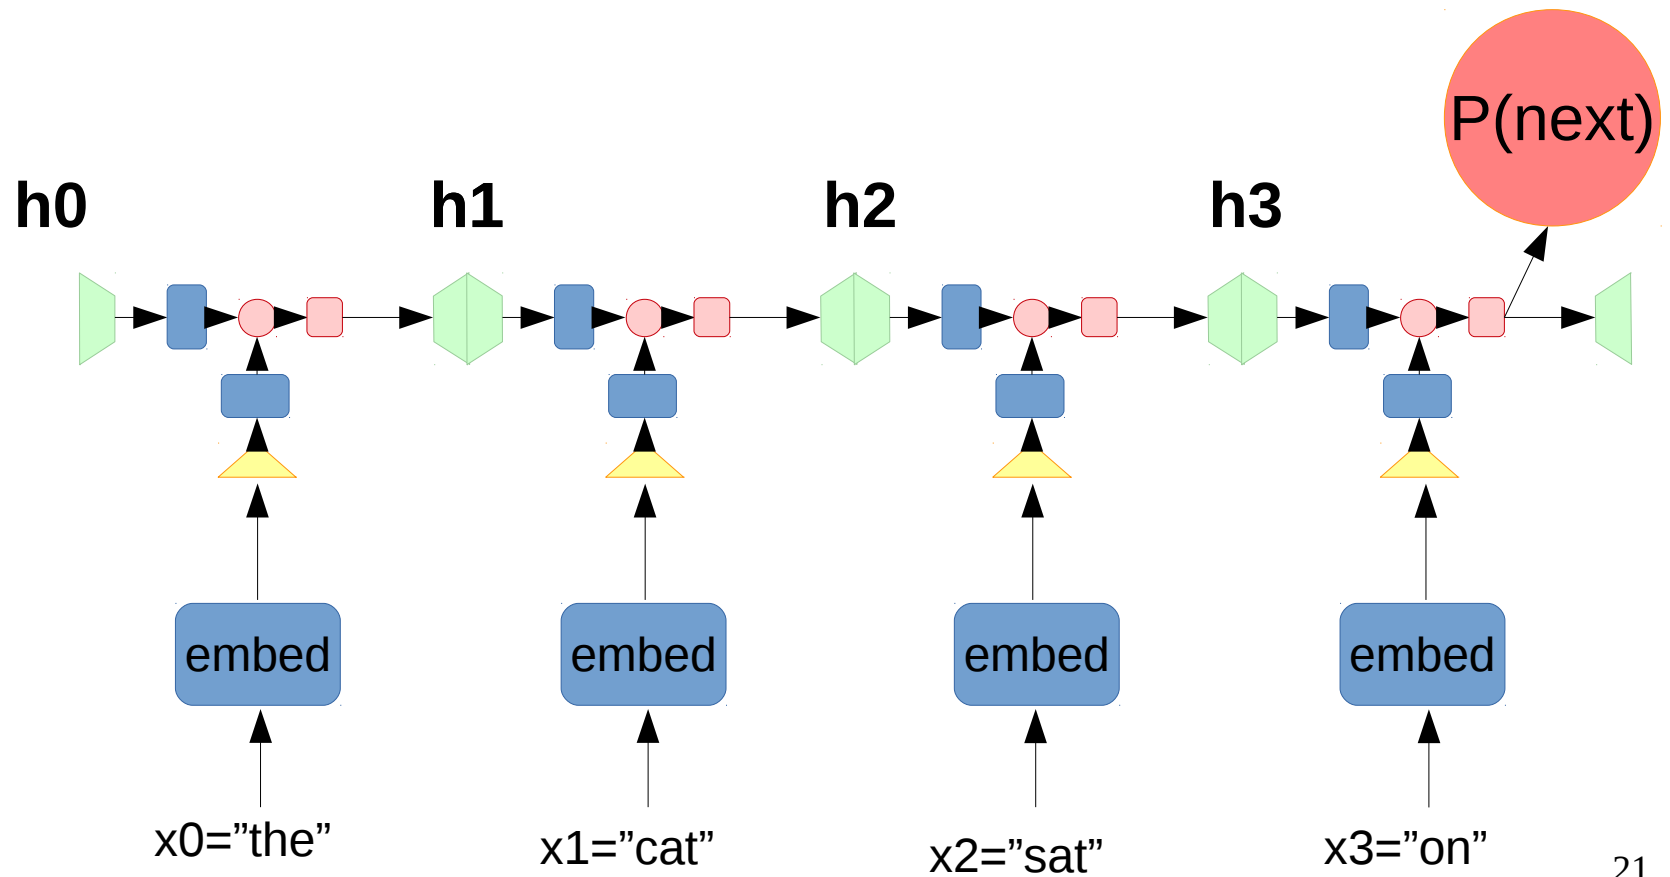 P(next)
h0
h1
h2
h3
embed
embed
embed
embed
x0=”the”
x1=”cat”
x2=”sat”
x3=”on”
21